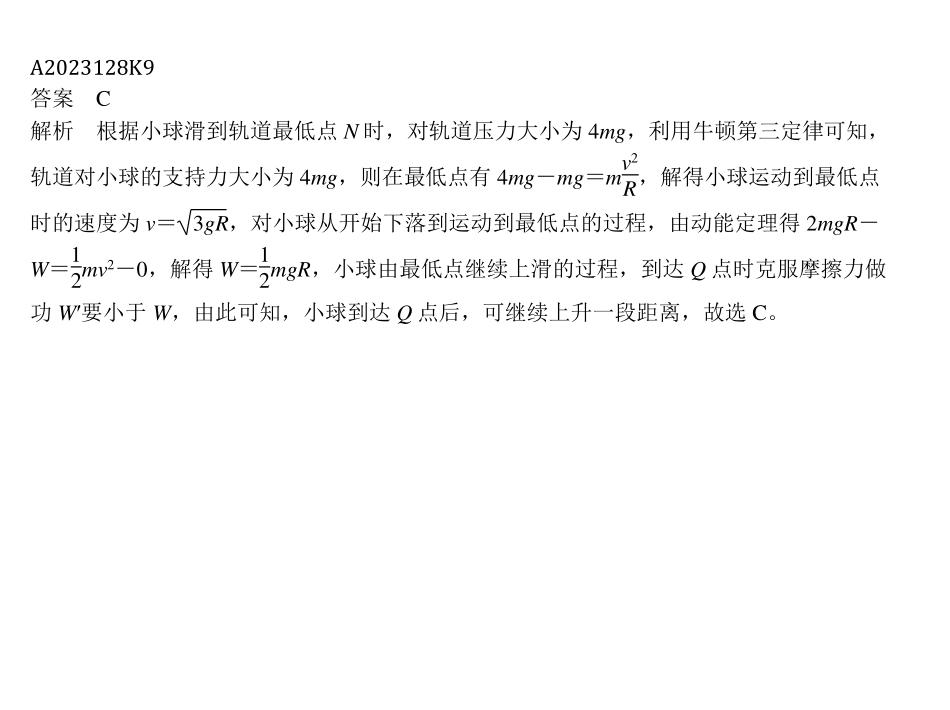 A2023128K9
答案 C
解析 根据小球滑到轨道最低点 N 时，对轨道压力大小为 4mg，利用牛顿第三定律可知，
轨道对小球的支持力大小为 4mg，则在最低点有 4mg－mg＝m\frac{v^2}{R}，解得小球运动到最低点
时的速度为 v＝\sqrt{3gR}，对小球从开始下落到运动到最低点的过程，由动能定理得 2mgR－
W＝\frac{1}{2}mv²－0，解得 W＝\frac{1}{2}mgR，小球由最低点继续上滑的过程，到达 Q 点时克服摩擦力做
功 W′要小于 W，由此可知，小球到达 Q 点后，可继续上升一段距离，故选 C。